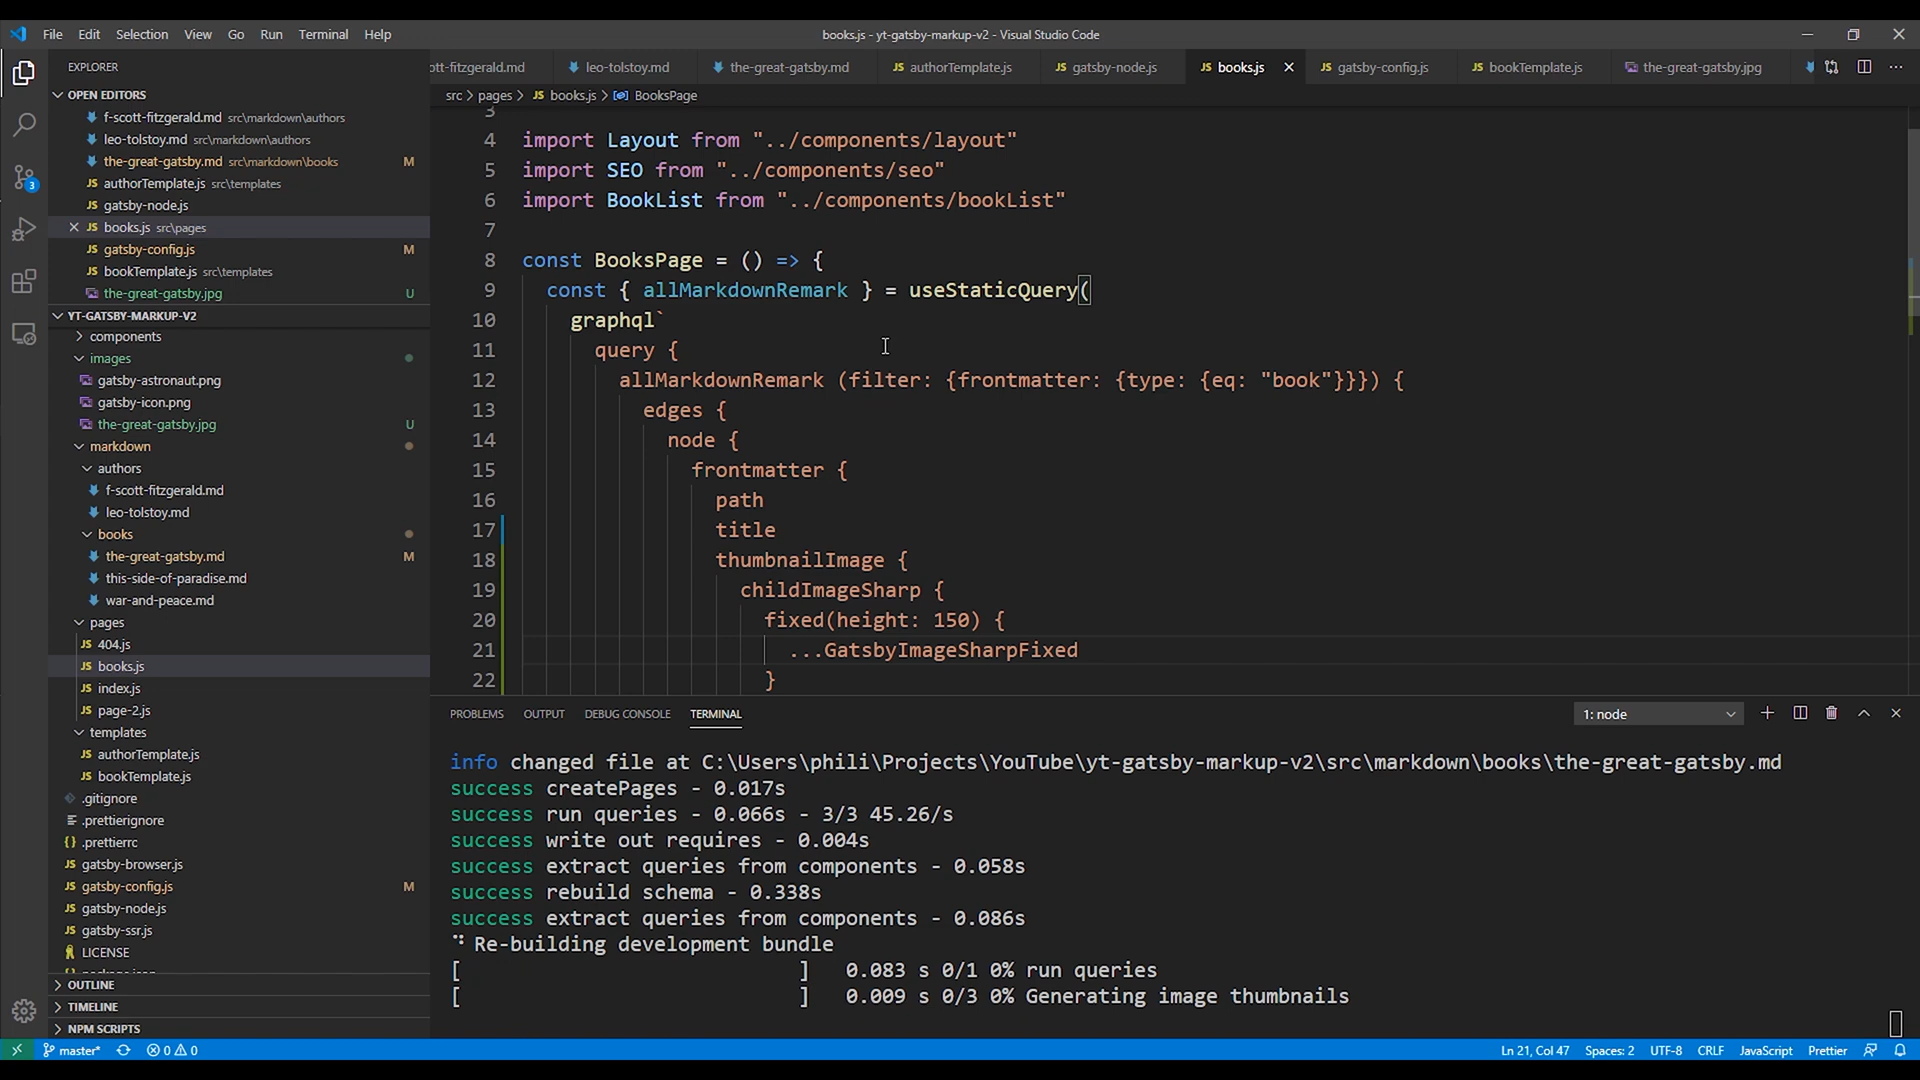 File Edit Selection View Go Run Terminal Help
books.js - yt-gatsby-markup-v2 - Visual Studio Code
EXPLORER
OPEN EDITORS
f-scott-fitzgerald.md src\markdown\authors
leo-tolstoy.md src\markdown\authors
the-great-gatsby.md src\markdown\books M
authorTemplate.js src\templates
gatsby-node.js
books.js src\pages
gatsby-config.js M
bookTemplate.js src\templates
the-great-gatsby.jpg U
YT-GATSBY-MARKUP-V2
components
images
gatsby-astronaut.png
gatsby-icon.png
the-great-gatsby.jpg U
markdown
authors
f-scott-fitzgerald.md
leo-tolstoy.md
books
the-great-gatsby.md M
this-side-of-paradise.md
war-and-peace.md
pages
404.js
books.js
index.js
page-2.js
templates
authorTemplate.js
bookTemplate.js
.gitignore
.prettierignore
.prettierrc
gatsby-browser.js
gatsby-config.js M
gatsby-node.js
gatsby-ssr.js
LICENSE
OUTLINE
TIMELINE
NPM SCRIPTS
3
ott-fitzgerald.md leo-tolstoy.md the-great-gatsby.md authorTemplate.js gatsby-node.js books.js gatsby-config.js bookTemplate.js the-great-gatsby.jpg
src > pages > JS books.js > BooksPage
3
4 import Layout from "../components/layout"
5 import SEO from "../components/seo"
6 import BookList from "../components/bookList"
7
8 const BooksPage = () => {
9 const { allMarkdownRemark } = useStaticQuery(
10 graphql`
11 query {
12 allMarkdownRemark (filter: {frontmatter: {type: {eq: "book"}}}) {
13 edges {
14 node {
15 frontmatter {
16 path
17 title
18 thumbnailImage {
19 childImageSharp {
20 fixed(height: 150) {
21 ...GatsbyImageSharpFixed
22 }
PROBLEMS OUTPUT DEBUG CONSOLE TERMINAL 1: node
info changed file at C:\Users\phili\Projects\YouTube\yt-gatsby-markup-v2\src\markdown\books\the-great-gatsby.md
success createPages - 0.017s
success run queries - 0.066s - 3/3 45.26/s
success write out requires - 0.004s
success extract queries from components - 0.058s
success rebuild schema - 0.338s
success extract queries from components - 0.086s
Re-building development bundle
[ ] 0.083 s 0/1 0% run queries
[ ] 0.009 s 0/3 0% Generating image thumbnails
master* 0 0 Ln 21, Col 47 Spaces: 2 UTF-8 CRLF JavaScript Prettier